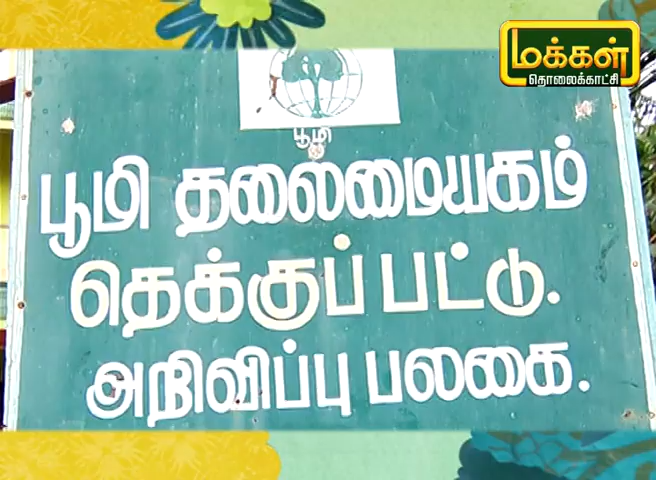 மக்கள்
தொலைக்காட்சி
பூமி
பூமி தலைமையகம்
தெக்குப்பட்டு.
அறிவிப்பு பலகை.